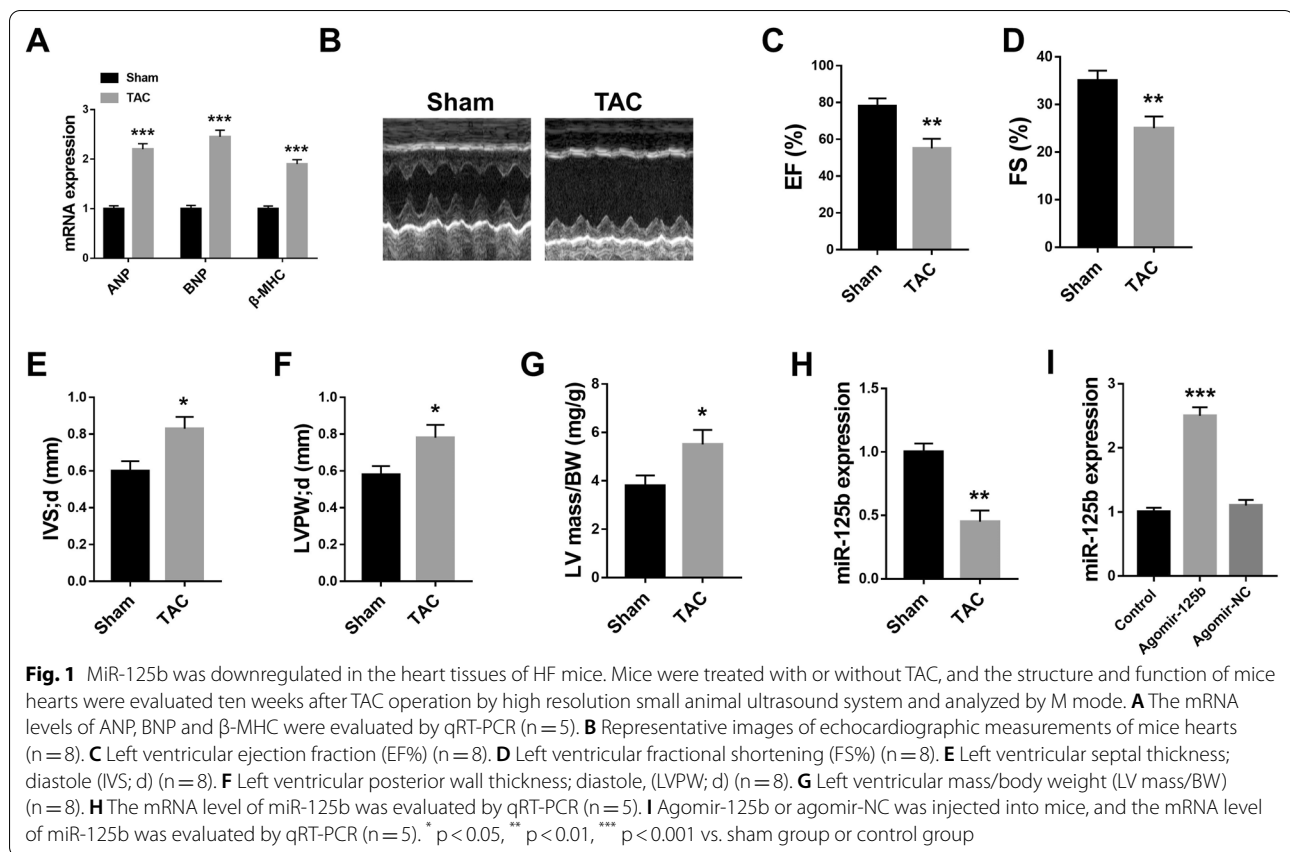 A
Sham
TAC
mRNA expression
3
2
1
0
***
***
***
ANP
BNP
β-MHC
B
Sham
TAC
C
EF (%)
100
80
60
40
20
0
**
Sham
TAC
D
FS (%)
40
30
20
10
0
**
Sham
TAC
E
IVS;d (mm)
1.0
0.8
0.6
0.4
0.2
0.0
*
Sham
TAC
F
LVPW;d (mm)
1.0
0.8
0.6
0.4
0.2
0.0
*
Sham
TAC
G
LV mass/BW (mg/g)
8
6
4
2
0
*
Sham
TAC
H
miR-125b expression
1.5
1.0
0.5
0.0
**
Sham
TAC
I
miR-125b expression
3
2
1
0
***
Control
Agomir-125b
Agomir-NC
Fig. 1 MiR-125b was downregulated in the heart tissues of HF mice. Mice were treated with or without TAC, and the structure and function of mice
hearts were evaluated ten weeks after TAC operation by high resolution small animal ultrasound system and analyzed by M mode. A The mRNA
levels of ANP, BNP and β-MHC were evaluated by qRT-PCR (n = 5). B Representative images of echocardiographic measurements of mice hearts
(n = 8). C Left ventricular ejection fraction (EF%) (n = 8). D Left ventricular fractional shortening (FS%) (n = 8). E Left ventricular septal thickness;
diastole (IVS; d) (n = 8). F Left ventricular posterior wall thickness; diastole, (LVPW; d) (n = 8). G Left ventricular mass/body weight (LV mass/BW)
(n = 8). H The mRNA level of miR-125b was evaluated by qRT-PCR (n = 5). I Agomir-125b or agomir-NC was injected into mice, and the mRNA level
of miR-125b was evaluated by qRT-PCR (n = 5). * p < 0.05, ** p < 0.01, *** p < 0.001 vs. sham group or control group